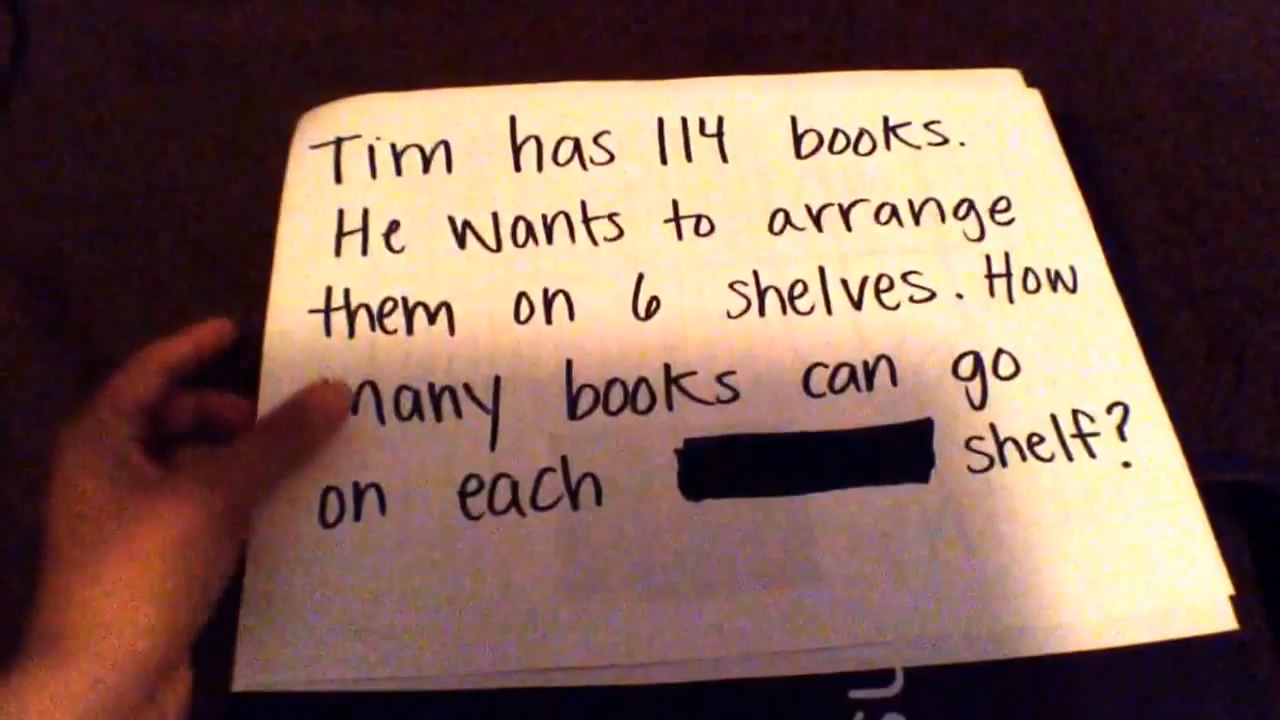 Tim has 114 books.
He wants to arrange
them on 6 shelves. How
many books can go
on each shelf?